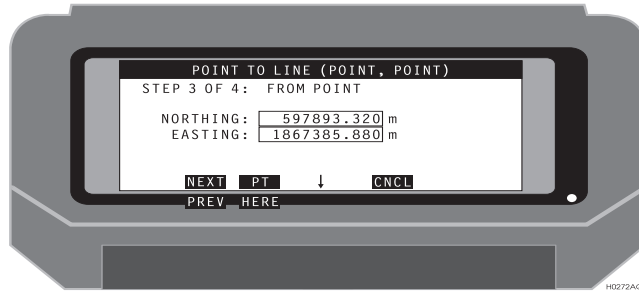 POINT TO LINE (POINT, POINT)
STEP 3 OF 4: FROM POINT
NORTHING: 597893.320 m
EASTING: 1867385.880 m
NEXT PT ↓ CNCL
PREV HERE
H0272AC